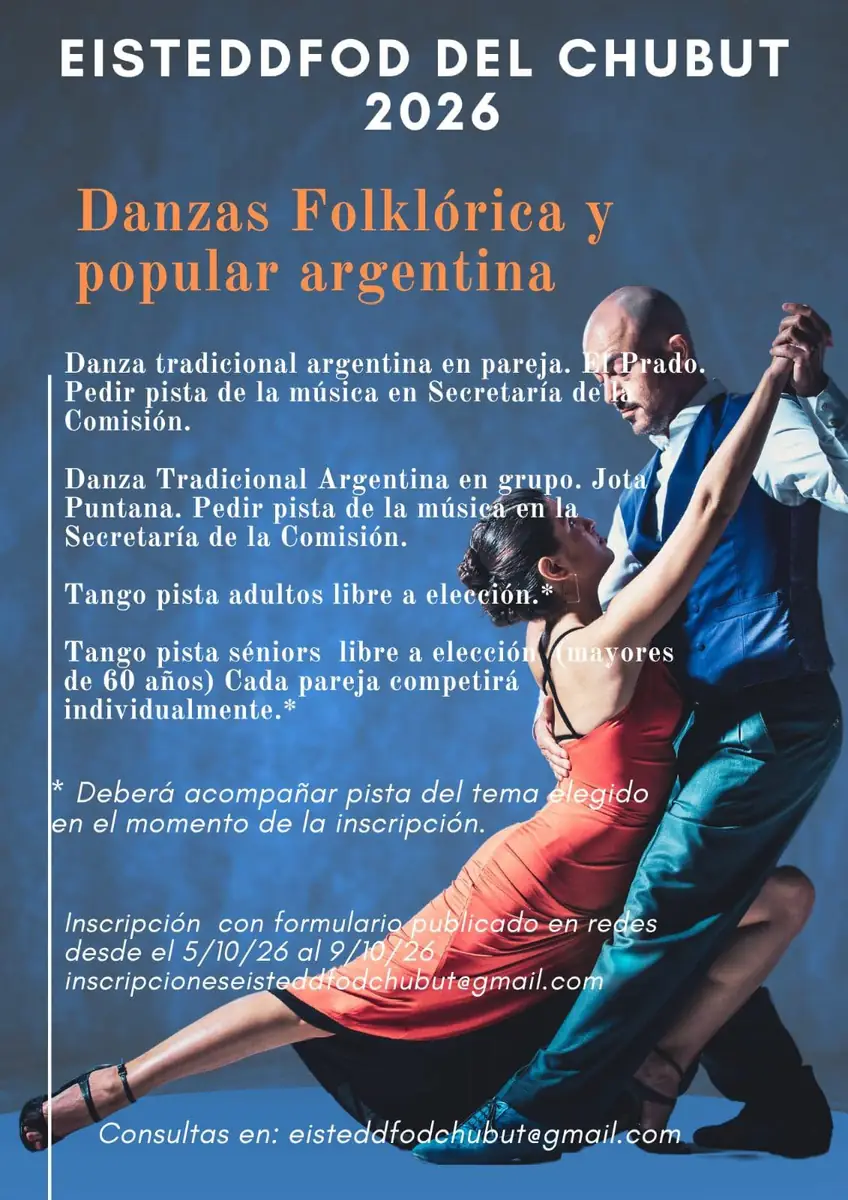 EISTEDDFOD DEL CHUBUT
2026
Danzas Folklórica y
popular argentina
Danza tradicional argentina en pareja. El Prado.
Pedir pista de la música en Secretaría de la
Comisión.
Danza Tradicional Argentina en grupo. Jota
Puntana. Pedir pista de la música en la
Secretaría de la Comisión.
Tango pista adultos libre a elección.*
Tango pista séniors libre a elección (mayores
de 60 años) Cada pareja competirá
individualmente.*
* Deberá acompañar pista del tema elegido
en el momento de la inscripción.
Inscripción con formulario publicado en redes
desde el 5/10/26 al 9/10/26
inscripcioneseisteddfodchubut@gmail.com
Consultas en: eisteddfodchubut@gmail.com